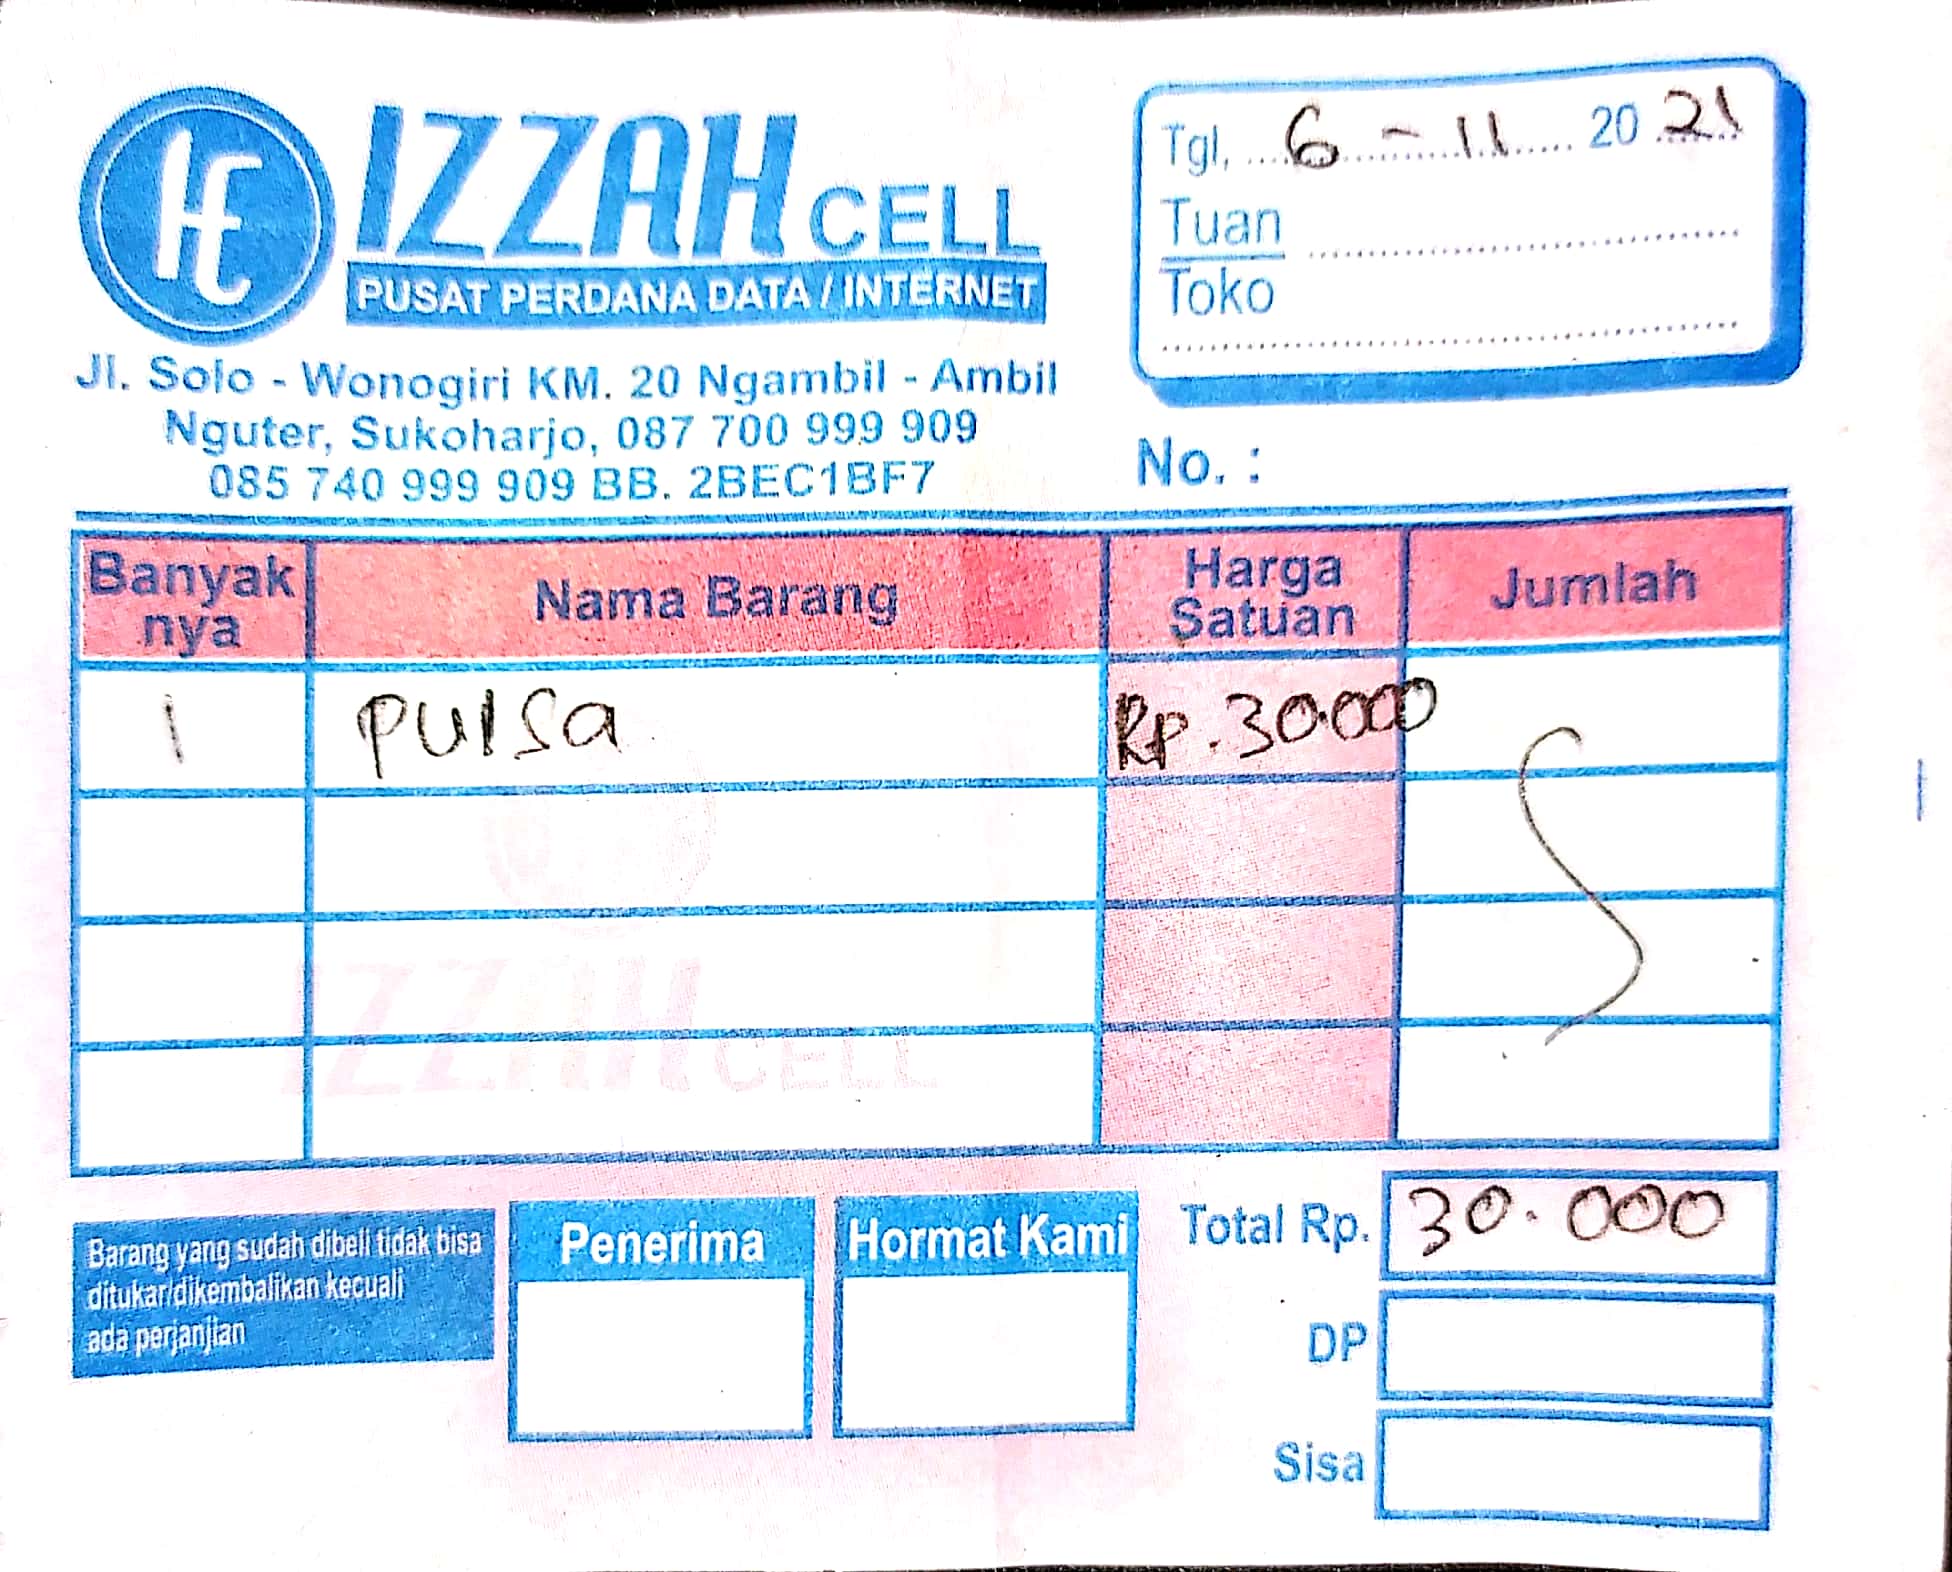 IZZAH CELL
PUSAT PERDANA DATA / INTERNET
Jl. Solo - Wonogiri KM. 20 Ngambil - Ambil
Nguter, Sukoharjo, 087 700 999 909
085 740 999 909 BB. 2BEC1BF7
Tgl, 6 - 11 20 21
Tuan
Toko
No. :
Banyak nya Nama Barang Harga Satuan Jumlah
1 Pulsa Rp. 30.000
IZZAH CELL
Barang yang sudah dibeli tidak bisa
ditukar/dikembalikan kecuali
ada perjanjian
Penerima
Hormat Kami
Total Rp. 30.000
DP
Sisa